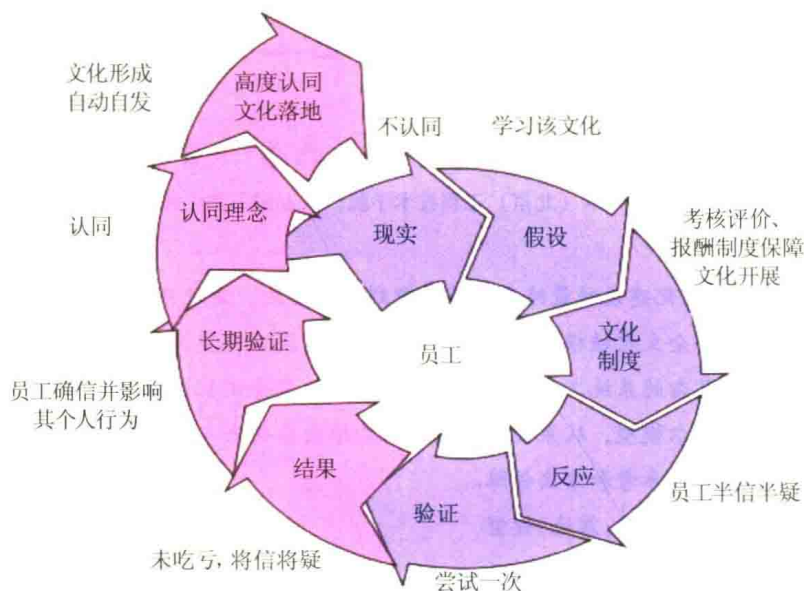 文化形成
自动自发
高度认同
文化落地
不认同
学习该文化
认同
认同理念
现实
假设
考核评价、
报酬制度保障
文化开展
长期验证
员工
文化
制度
员工确信并影响
其个人行为
结果
验证
反应
员工半信半疑
未吃亏, 将信将疑
尝试一次